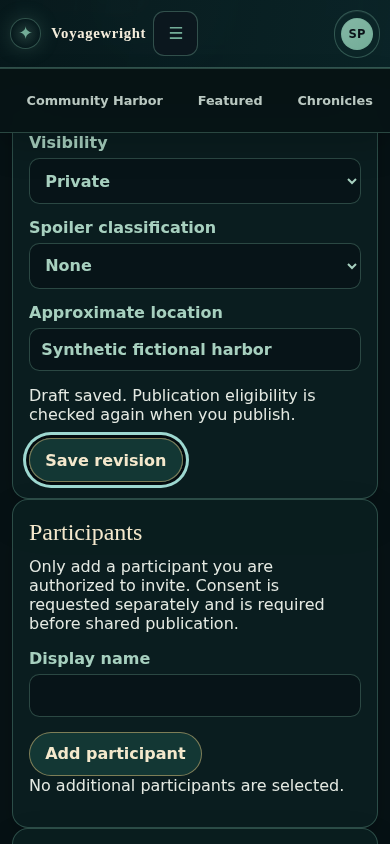 Voyagewright
☰
SP
Community Harbor
Featured
Chronicles
Visibility
Private
Spoiler classification
None
Approximate location
Synthetic fictional harbor
Draft saved. Publication eligibility is
checked again when you publish.
Save revision
Participants
Only add a participant you are
authorized to invite. Consent is
requested separately and is required
before shared publication.
Display name
Add participant
No additional participants are selected.